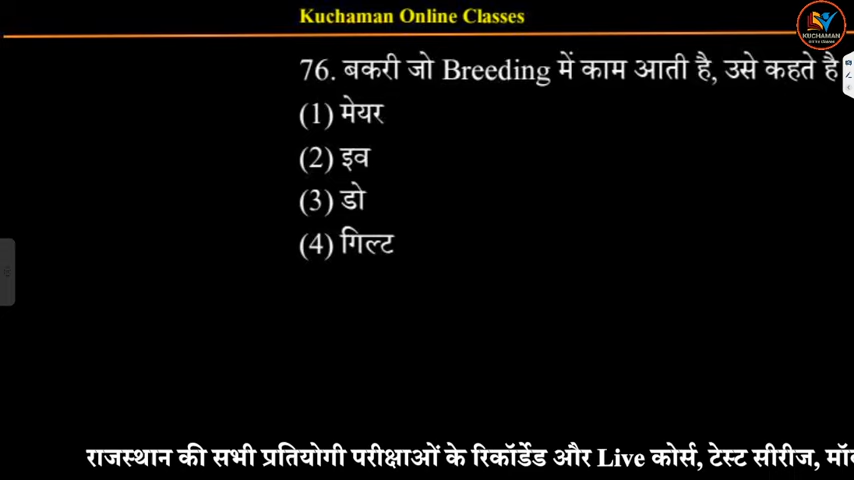 Kuchaman Online Classes
KUCHAMAN
76. बकरी जो Breeding में काम आती है, उसे कहते है
(1) मेयर
(2) इव
(3) डो
(4) गिल्ट
राजस्थान की सभी प्रतियोगी परीक्षाओं के रिकॉर्डेड और Live कोर्स, टेस्ट सीरीज,